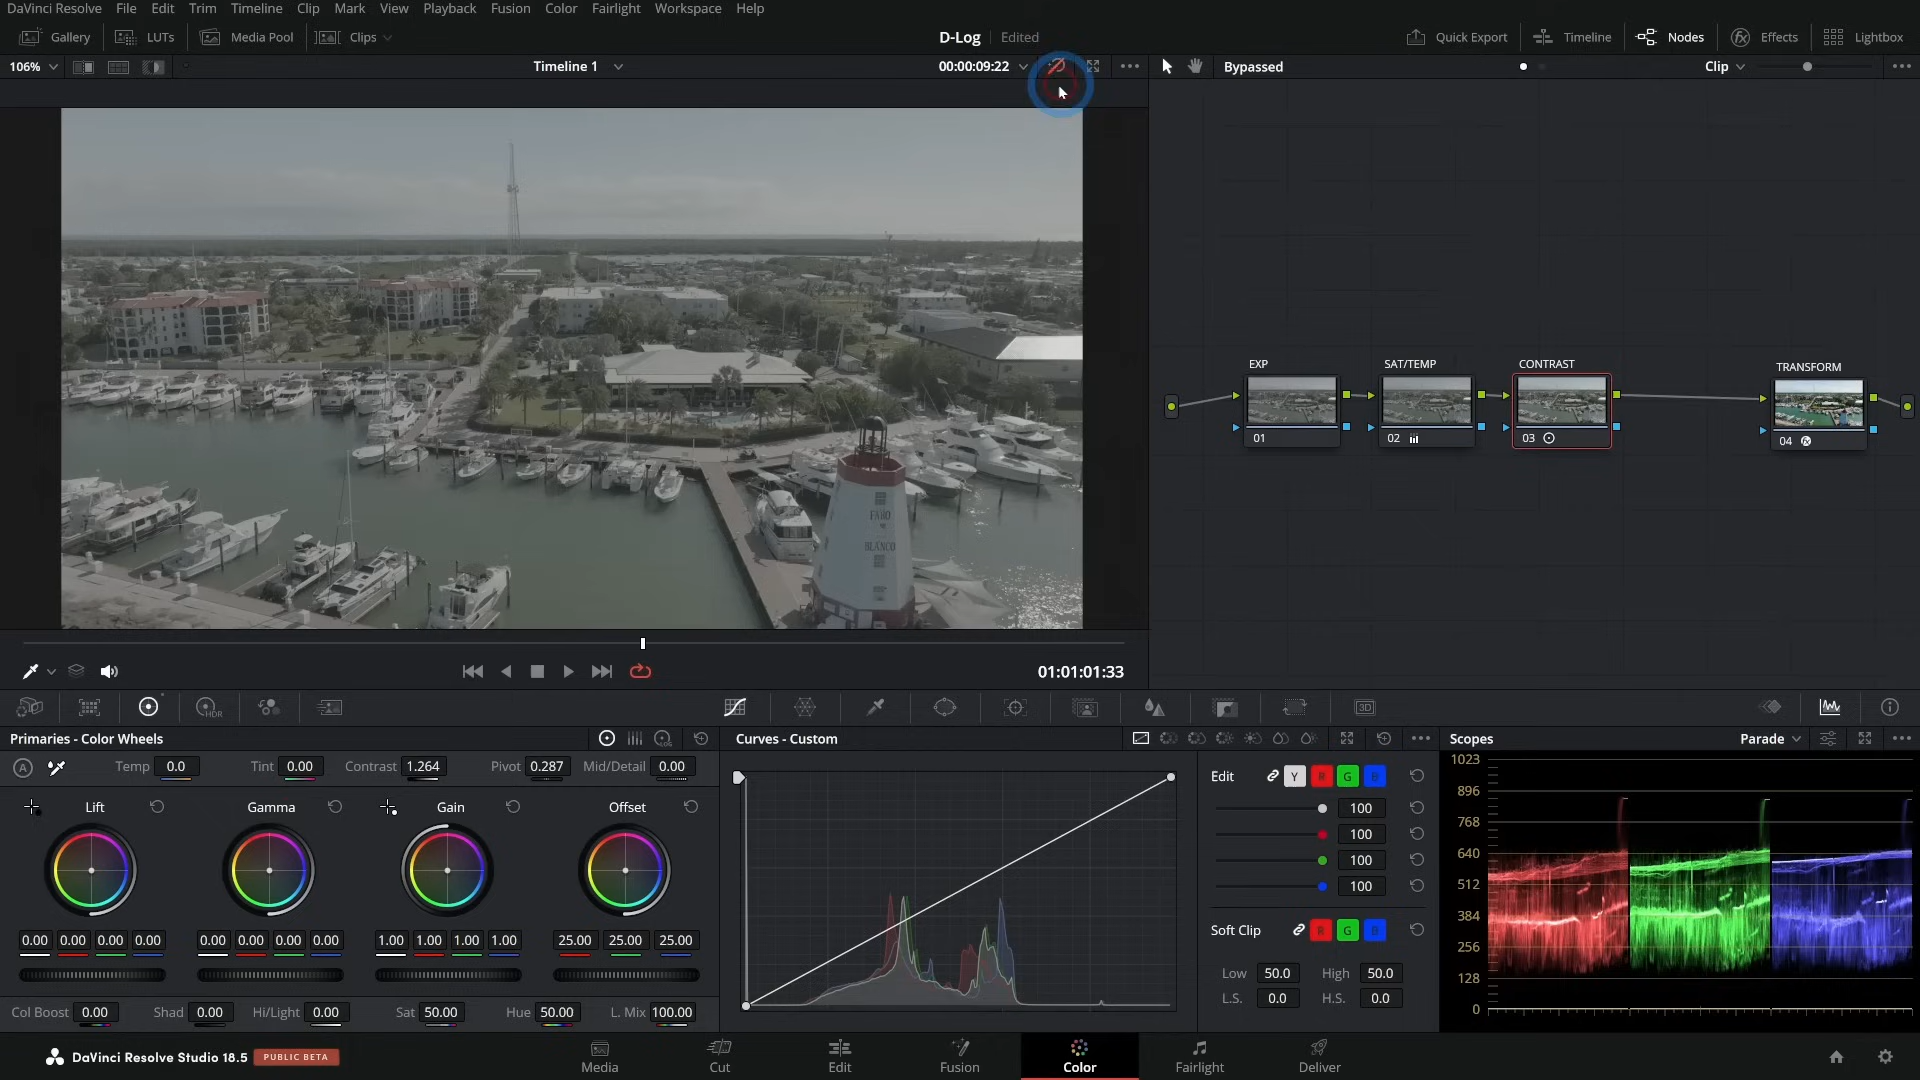 DaVinci Resolve File Edit Trim Timeline Clip Mark View Playback Fusion Color Fairlight Workspace Help
Gallery LUTs Media Pool Clips D-Log Edited Quick Export Timeline Nodes Effects Lightbox
106% Timeline 1 00:00:09:22 Bypassed Clip
EXP SAT/TEMP CONTRAST TRANSFORM
01 02 03 04
FARO
BLANCO
01:01:01:33
HDR 3D
Primaries - Color Wheels Curves - Custom Scopes Parade
A Temp 0.0 Tint 0.00 Contrast 1.264 Pivot 0.287 Mid/Detail 0.00
Lift Gamma Gain Offset
0.00 0.00 0.00 0.00 0.00 0.00 0.00 0.00 1.00 1.00 1.00 1.00 25.00 25.00 25.00
Col Boost 0.00 Shad 0.00 Hi/Light 0.00 Sat 50.00 Hue 50.00 L. Mix 100.00
Edit Y R G B
100
100
100
100
Soft Clip R G B
Low 50.0 High 50.0
L.S. 0.0 H.S. 0.0
1023
896
768
640
512
384
256
128
0
DaVinci Resolve Studio 18.5 PUBLIC BETA
Media Cut Edit Fusion Color Fairlight Deliver